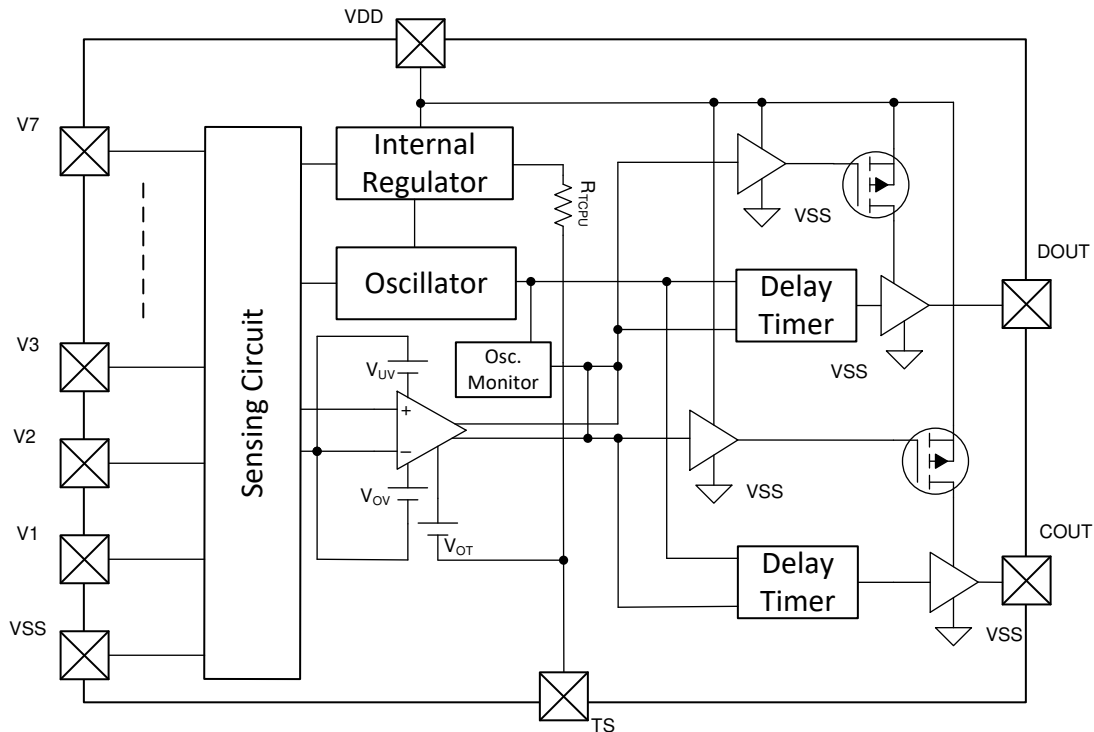 VDD
V7
Internal
Regulator
RTCPU
VSS
DOUT
Oscillator
Delay
Timer
Sensing Circuit
V3
VUV
Osc.
Monitor
VSS
+
V2
−
VOV
VSS
VOT
V1
COUT
Delay
Timer
VSS
VSS
TS